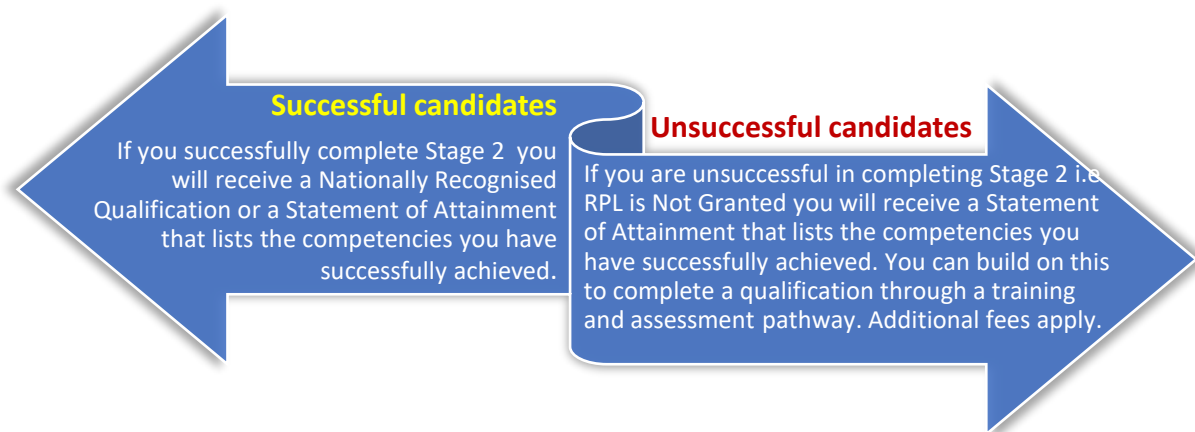 Successful candidates
If you successfully complete Stage 2 you
will receive a Nationally Recognised
Qualification or a Statement of Attainment
that lists the competencies you have
successfully achieved.
Unsuccessful candidates
If you are unsuccessful in completing Stage 2 i.e
RPL is Not Granted you will receive a Statement
of Attainment that lists the competencies you
have successfully achieved. You can build on this
to complete a qualification through a training
and assessment pathway. Additional fees apply.